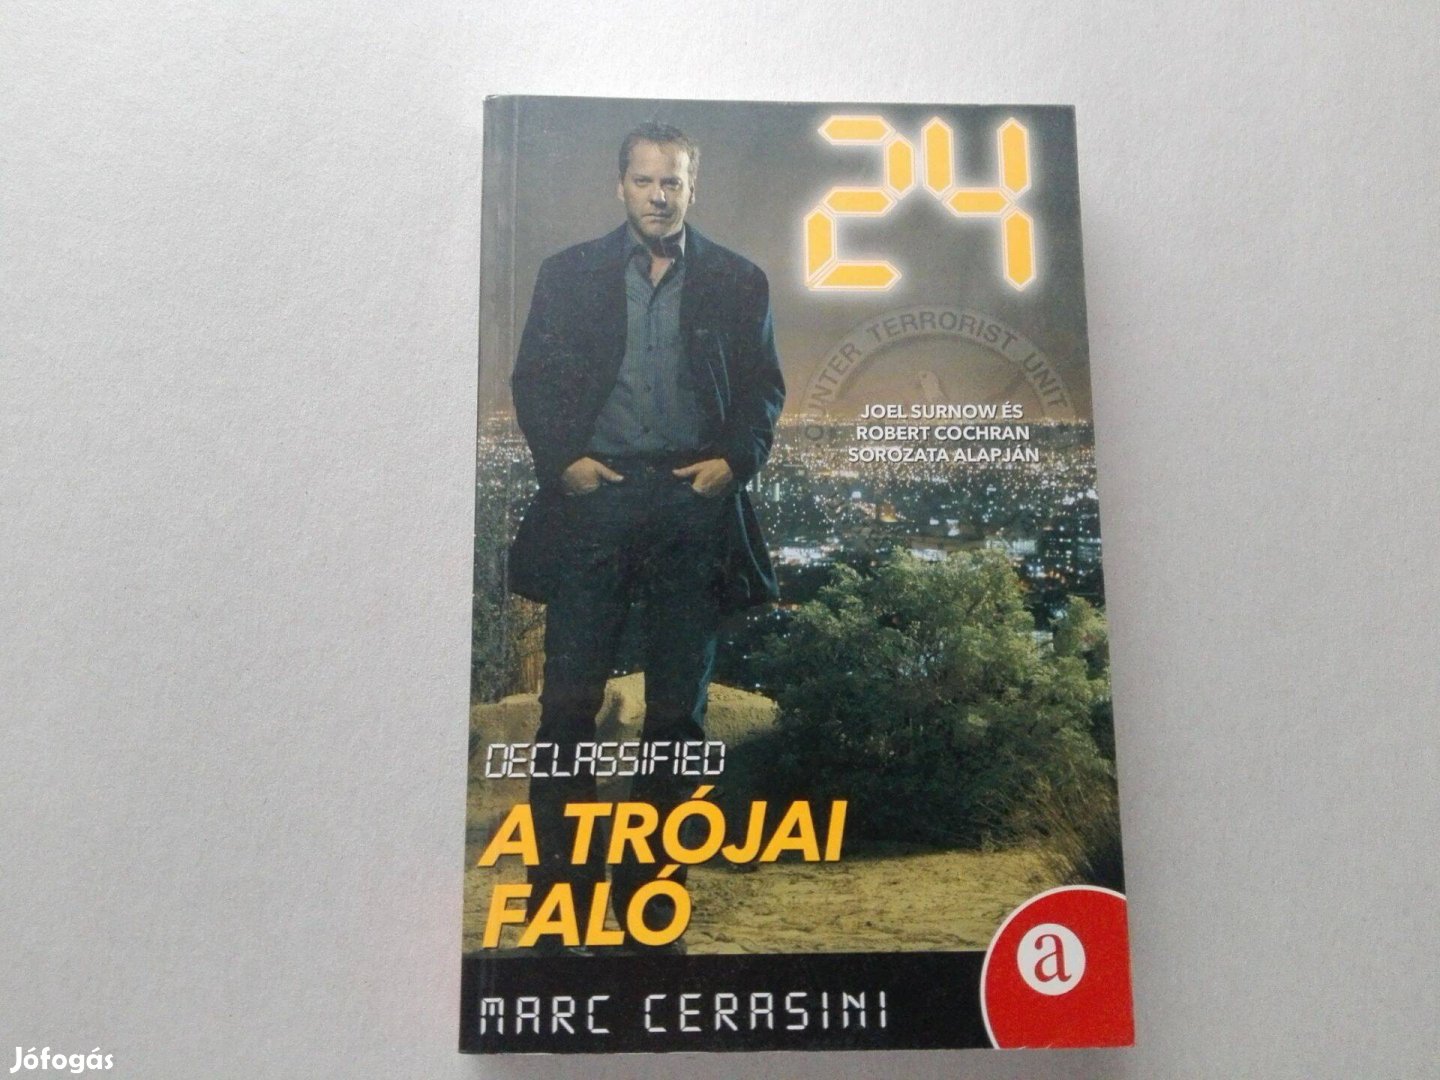 24
COUNTER TERRORIST UNIT
JOEL SURNOW ÉS
ROBERT COCHRAN
SOROZATA ALAPJÁN
DECLASSIFIED
A TRÓJAI
FALÓ
a
MARC CERASINI
Jófogás